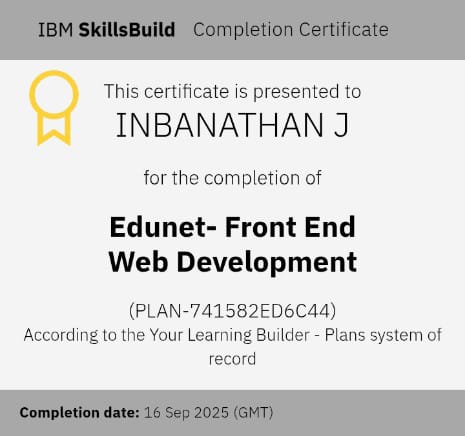 IBM SkillsBuild Completion Certificate
This certificate is presented to
INBANATHAN J
for the completion of
Edunet- Front End
Web Development
(PLAN-741582ED6C44)
According to the Your Learning Builder - Plans system of
record
Completion date: 16 Sep 2025 (GMT)